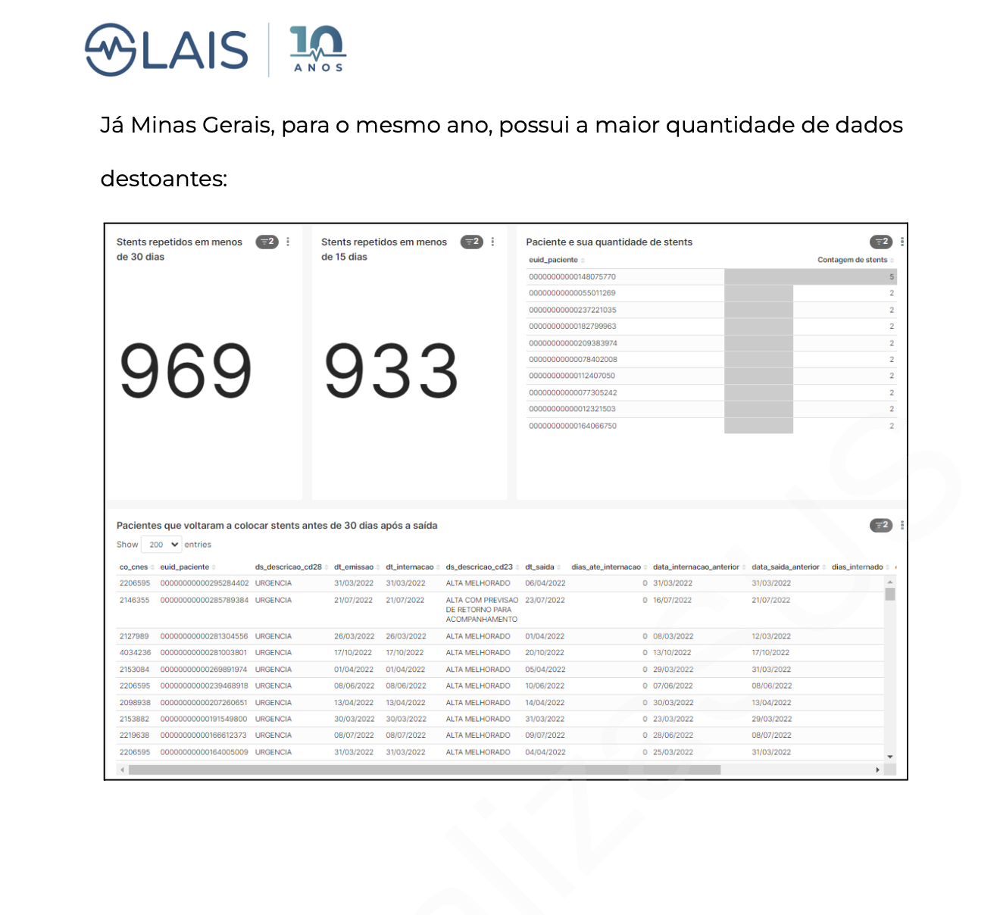 LAIS
10
ANOS
Já Minas Gerais, para o mesmo ano, possui a maior quantidade de dados
destoantes:
Stents repetidos em menos de 30 dias 2
969
Stents repetidos em menos de 15 dias 2
933
Paciente e sua quantidade de stents 2
euid_paciente Contagem de stents
00000000000148075770 5
00000000000055011269 2
00000000000237221035 2
00000000000182799963 2
00000000000209383974 2
00000000000078402008 2
00000000000112407050 2
00000000000077305242 2
00000000000012321503 2
00000000000164066750 2
Pacientes que voltaram a colocar stents antes de 30 dias após a saída 2
Show 200 entries
co_cnes euid_paciente ds_descricao_cd28 dt_emissao dt_internacao ds_descricao_cd23 dt_saida dias_ate_internacao data_internacao_anterior data_saida_anterior dias_internado
2206595 00000000000295284402 URGENCIA 31/03/2022 31/03/2022 ALTA MELHORADO 06/04/2022 0 31/03/2022 31/03/2022
2146355 00000000000285789384 URGENCIA 21/07/2022 21/07/2022 ALTA COM PREVISAO 23/07/2022 0 16/07/2022 21/07/2022
DE RETORNO PARA
ACOMPANHAMENTO
2127989 00000000000281304556 URGENCIA 26/03/2022 26/03/2022 ALTA MELHORADO 01/04/2022 0 08/03/2022 12/03/2022
4034236 00000000000281003801 URGENCIA 17/10/2022 17/10/2022 ALTA MELHORADO 20/10/2022 0 13/10/2022 17/10/2022
2153084 00000000000269891974 URGENCIA 01/04/2022 01/04/2022 ALTA MELHORADO 05/04/2022 0 29/03/2022 31/03/2022
2206595 00000000000239468918 URGENCIA 08/06/2022 08/06/2022 ALTA MELHORADO 10/06/2022 0 07/06/2022 08/06/2022
2098938 00000000000207260651 URGENCIA 13/04/2022 13/04/2022 ALTA MELHORADO 14/04/2022 0 30/03/2022 13/04/2022
2153882 00000000000191549800 URGENCIA 30/03/2022 30/03/2022 ALTA MELHORADO 31/03/2022 0 23/03/2022 29/03/2022
2219638 00000000000166612373 URGENCIA 08/07/2022 08/07/2022 ALTA MELHORADO 09/07/2022 0 28/06/2022 08/07/2022
2206595 00000000000164005009 URGENCIA 31/03/2022 31/03/2022 ALTA MELHORADO 04/04/2022 0 25/03/2022 31/03/2022